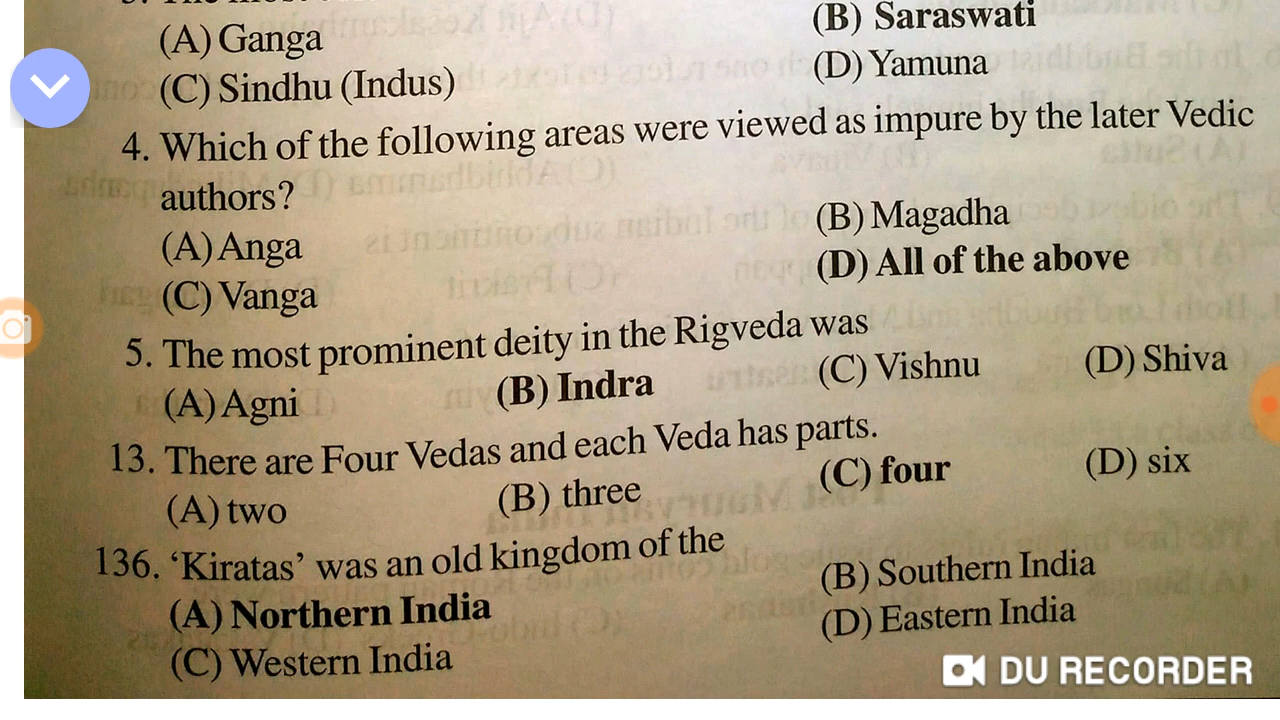 (B) Saraswati
(A) Ganga
(C) Sindhu (Indus)
(D) Yamuna
4. Which of the following areas were viewed as impure by the later Vedic
authors?
(A) Anga
(B) Magadha
(C) Vanga
(D) All of the above
5. The most prominent deity in the Rigveda was
(A) Agni
(B) Indra
(C) Vishnu
(D) Shiva
13. There are Four Vedas and each Veda has parts.
(A) two
(B) three
(C) four
(D) six
136. ‘Kiratas’ was an old kingdom of the
(A) Northern India
(B) Southern India
(C) Western India
(D) Eastern India
DU RECORDER